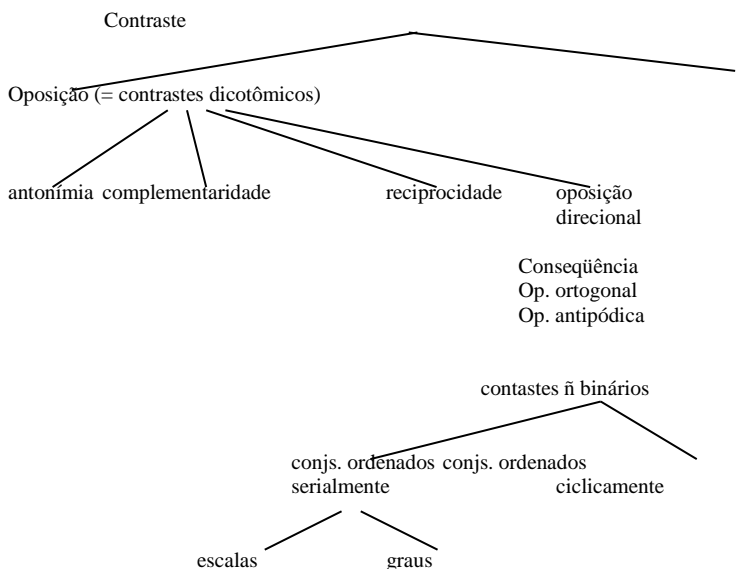 Contraste
Oposição (= contrastes dicotômicos)
antonímia complementaridade reciprocidade oposição
direcional
Conseqüência
Op. ortogonal
Op. antipódica
contastes ñ binários
conjs. ordenados conjs. ordenados
serialmente ciclicamente
escalas graus